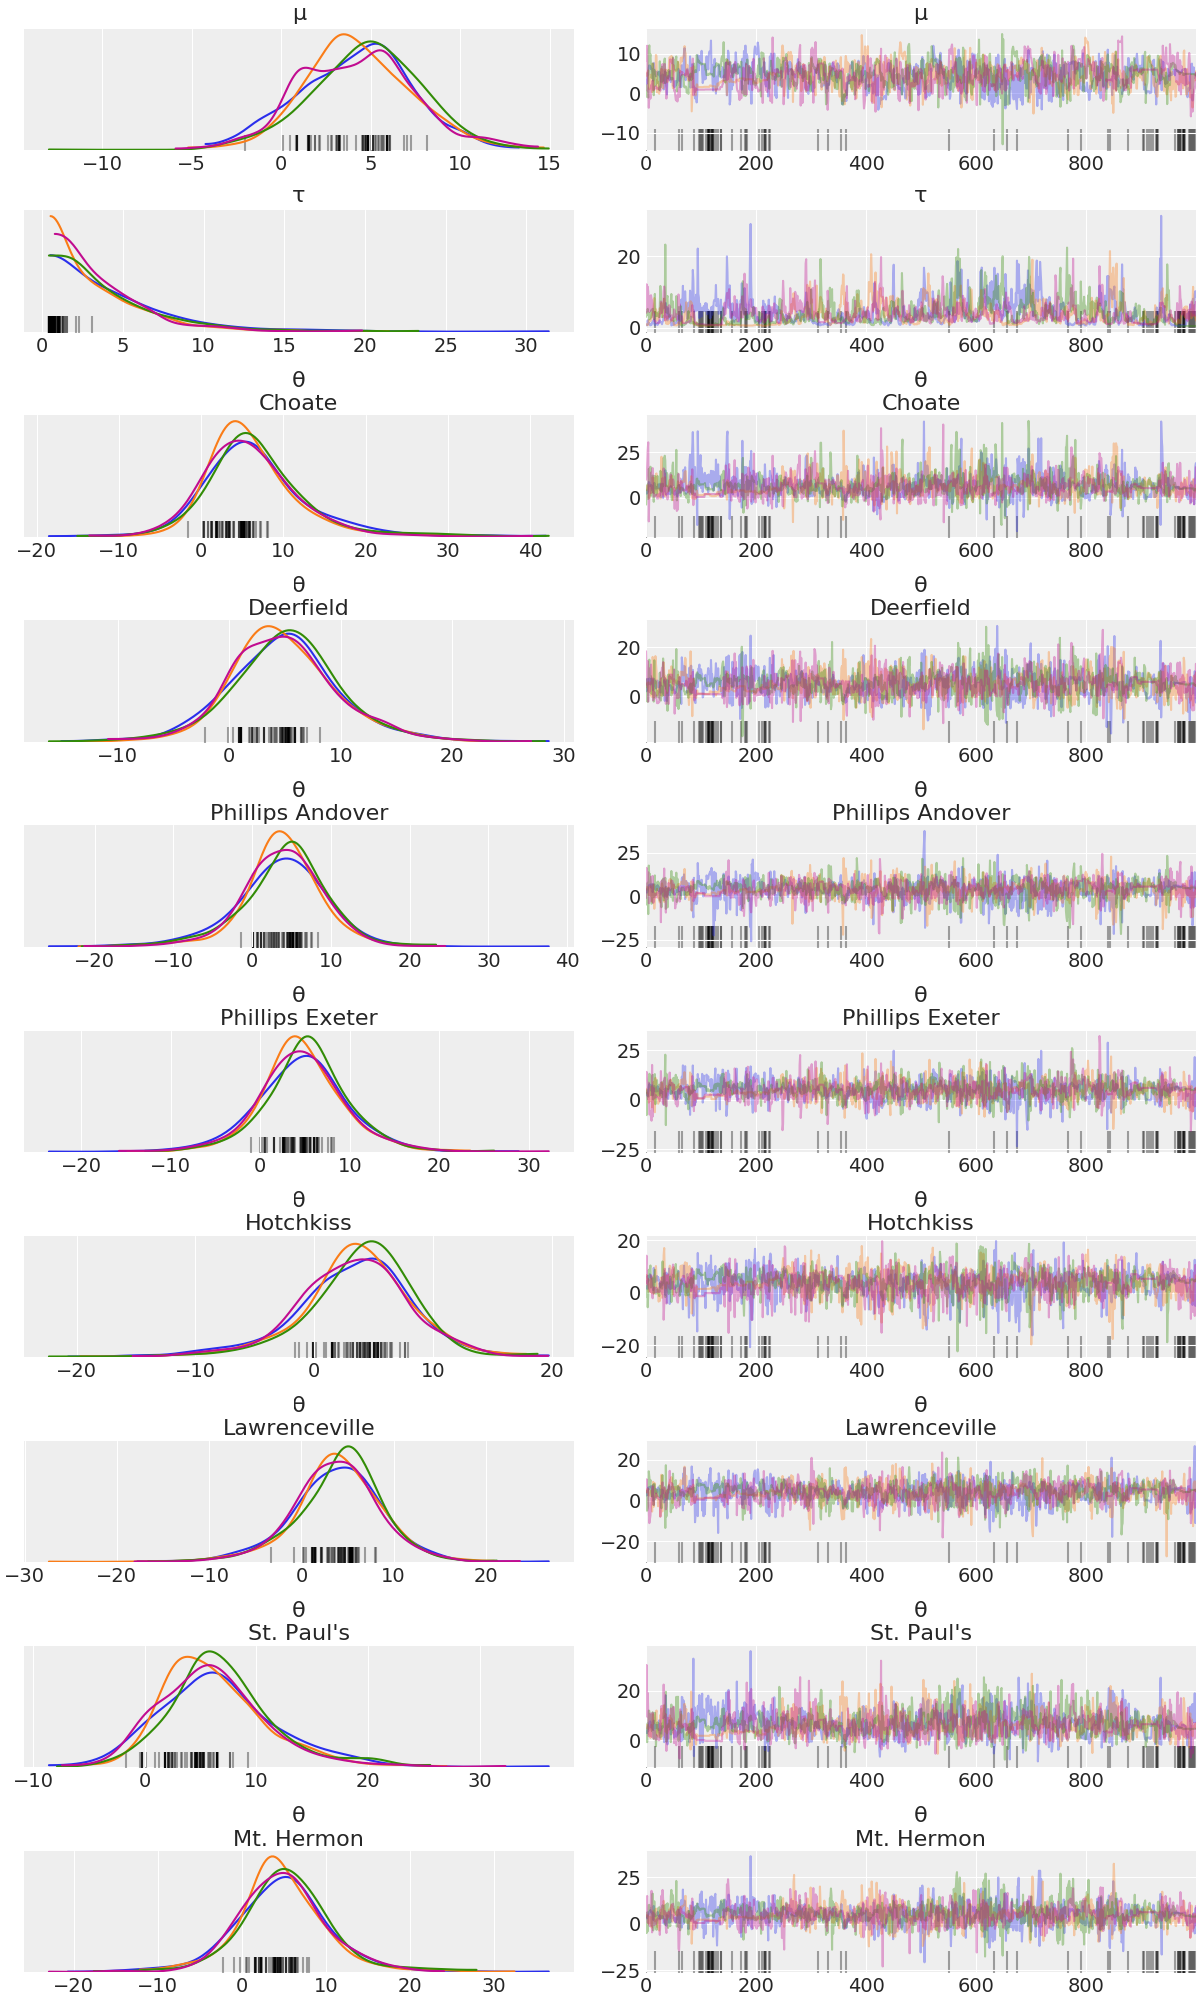 μ μ
10
0
−10
−10 −5 0 5 10 15 0 200 400 600 800
τ τ
20
0
0 5 10 15 20 25 30 0 200 400 600 800
θ θ
Choate Choate
25
0
−20 −10 0 10 20 30 40 0 200 400 600 800
θ θ
Deerfield Deerfield
20
0
−10 0 10 20 30 0 200 400 600 800
θ θ
Phillips Andover Phillips Andover
25
0
−25
−20 −10 0 10 20 30 40 0 200 400 600 800
θ θ
Phillips Exeter Phillips Exeter
25
0
−25
−20 −10 0 10 20 30 0 200 400 600 800
θ θ
Hotchkiss Hotchkiss
20
0
−20
−20 −10 0 10 20 0 200 400 600 800
θ θ
Lawrenceville Lawrenceville
20
0
−20
−30 −20 −10 0 10 20 0 200 400 600 800
θ θ
St. Paul's St. Paul's
20
0
−10 0 10 20 30 0 200 400 600 800
θ θ
Mt. Hermon Mt. Hermon
25
0
−25
−20 −10 0 10 20 30 0 200 400 600 800